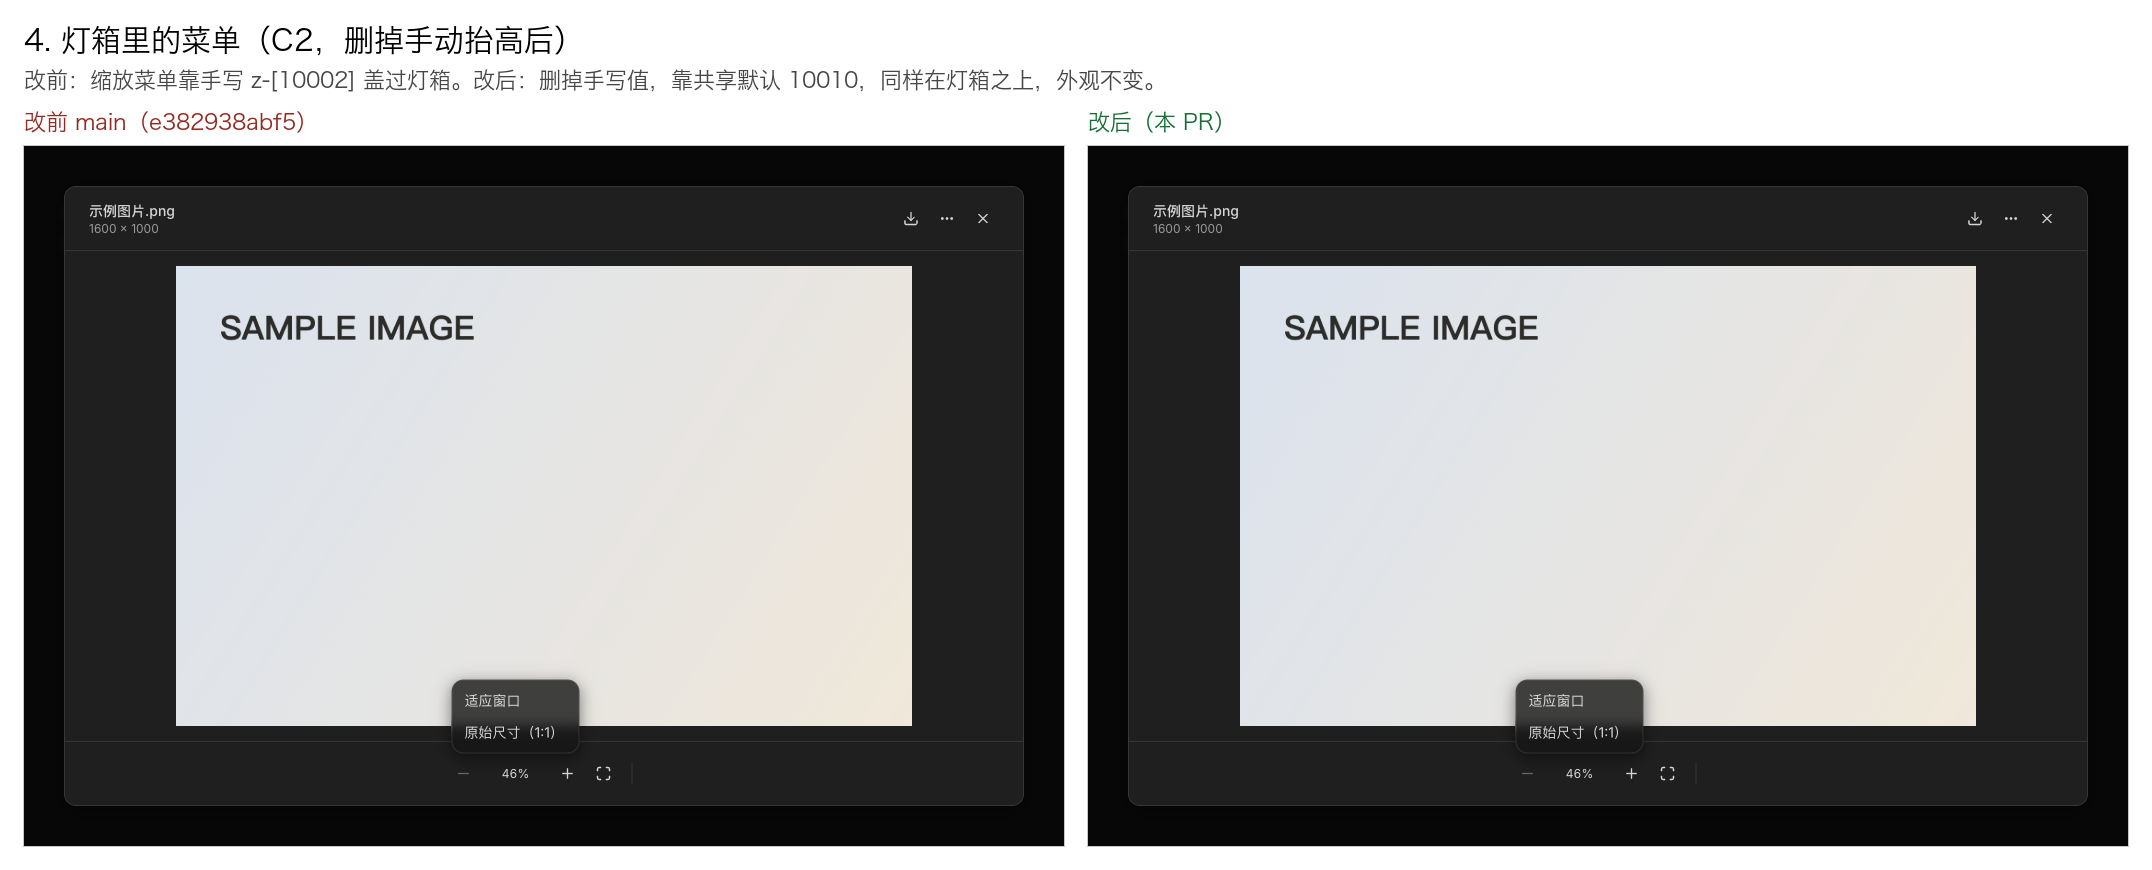 4. 灯箱里的菜单（C2，删掉手动抬高后）
改前：缩放菜单靠手写 z-[10002] 盖过灯箱。改后：删掉手写值，靠共享默认 10010，同样在灯箱之上，外观不变。
改前 main（e382938abf5）
示例图片.png
1600 × 1000
SAMPLE IMAGE
适应窗口
原始尺寸（1:1）
46%
改后（本 PR）
示例图片.png
1600 × 1000
SAMPLE IMAGE
适应窗口
原始尺寸（1:1）
46%